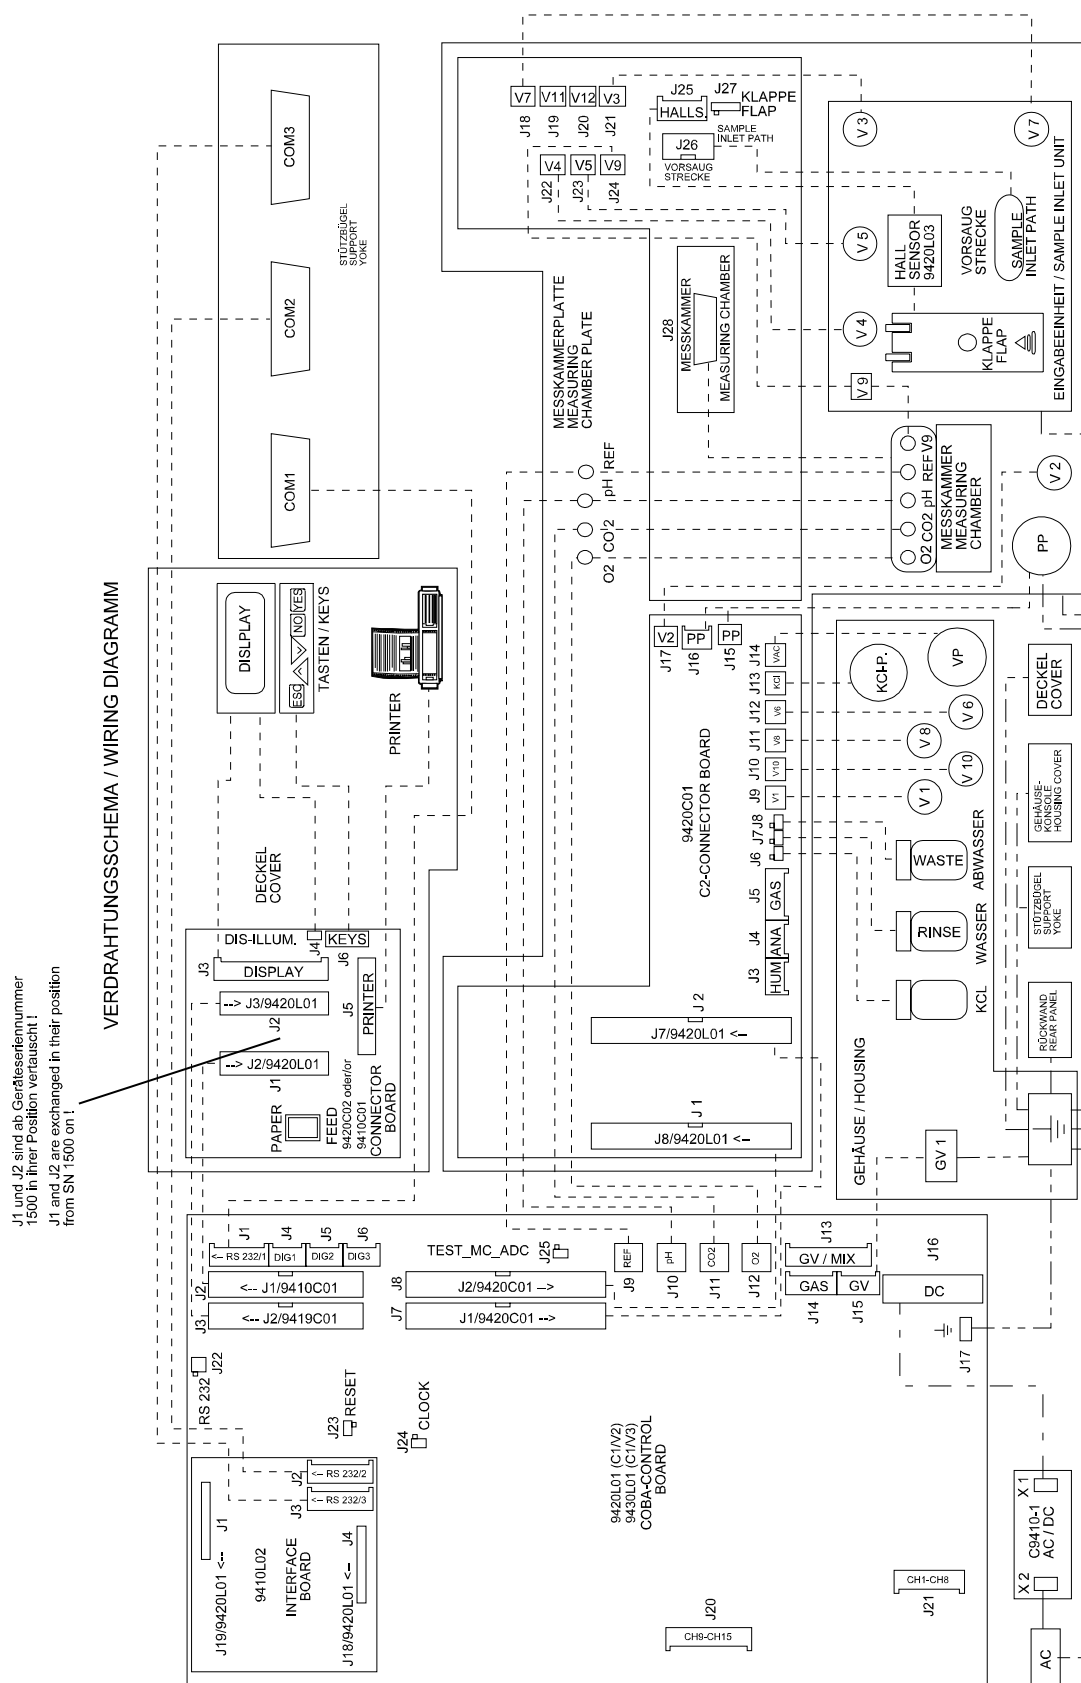 J1 und J2 sind ab Geräteseriennummer
1500 in ihrer Position vertauscht !
J1 and J2 are exchanged in their position
from SN 1500 on !
VERDRAHTUNGSSCHEMA / WIRING DIAGRAMM
COM1
COM2
COM3
STÜTZBÜGEL
SUPPORT
YOKE
DISLPLAY
ESC
NO
YES
TASTEN / KEYS
PRINTER
DECKEL
COVER
DIS-ILLUM.
J3
DISPLAY
J4
KEYS
J6
--> J3/9420L01
J2
--> J2/9420L01
J1
J5
PRINTER
PAPER
FEED
9420C02 oder/or
9410C01
CONNECTOR
BOARD
MESSKAMMERPLATTE
MEASURING
CHAMBER PLATE
O2
CO2
pH
REF
V7
V11
V12
V3
J18
J19
J20
J21
V4
V5
V9
J22
J23
J24
J25
HALLS.
J27
KLAPPE
FLAP
J26
SAMPLE
INLET PATH
VORSAUG
STRECKE
J28
MESSKAMMER
MEASURING CHAMBER
V 3
V 7
V 5
V 4
V 9
HALL
SENSOR
9420L03
VORSAUG
STRECKE
SAMPLE
INLET PATH
KLAPPE
FLAP
EINGABEEINHEIT / SAMPLE INLET UNIT
O2 CO2 pH REF V9
MESSKAMMER
MEASURING
CHAMBER
V 2
PP
V2
J17
PP
J16
PP
J15
VAC
J14
KCl
J13
V6
J12
V8
J11
V10
J10
V1
J9
J8
J7
J6
9420C01
C2-CONNECTOR BOARD
J5
GAS
J4
ANA
J3
HUM
J 2
J7/9420L01 <--
J 1
J8/9420L01 <--
KCl-P.
VP
V 6
V 8
V 10
V 1
WASTE
ABWASSER
RINSE
WASSER
KCL
GEHÄUSE / HOUSING
GV 1
DECKEL
COVER
GEHÄUSE-
KONSOLE
HOUSING COVER
STÜTZBÜGEL
SUPPORT
YOKE
RÜCKWAND
REAR PANEL
J1
<-- RS 232/1
J4
DIG1
J5
DIG2
J6
DIG3
J2
<-- J1/9410C01
J3
<-- J2/9419C01
J22
RS 232
J23
RESET
J24
CLOCK
TEST_MC_ADC
J25
J8
J2/9420C01 -->
J7
J1/9420C01 -->
REF
J9
pH
J10
CO2
J11
O2
J12
J13
GV / MIX
GAS
J14
GV
J15
J16
DC
J17
9420L01 (C1/V2)
9430L01 (C1/V3)
COBA-CONTROL
BOARD
J19/9420L01 <--
J1
9410L02
INTERFACE
BOARD
J18/9420L01 <--
J4
J2
<-- RS 232/2
J3
<-- RS 232/3
J20
CH9-CH15
J21
CH1-CH8
X 1
C9410-1
AC / DC
X 2
AC